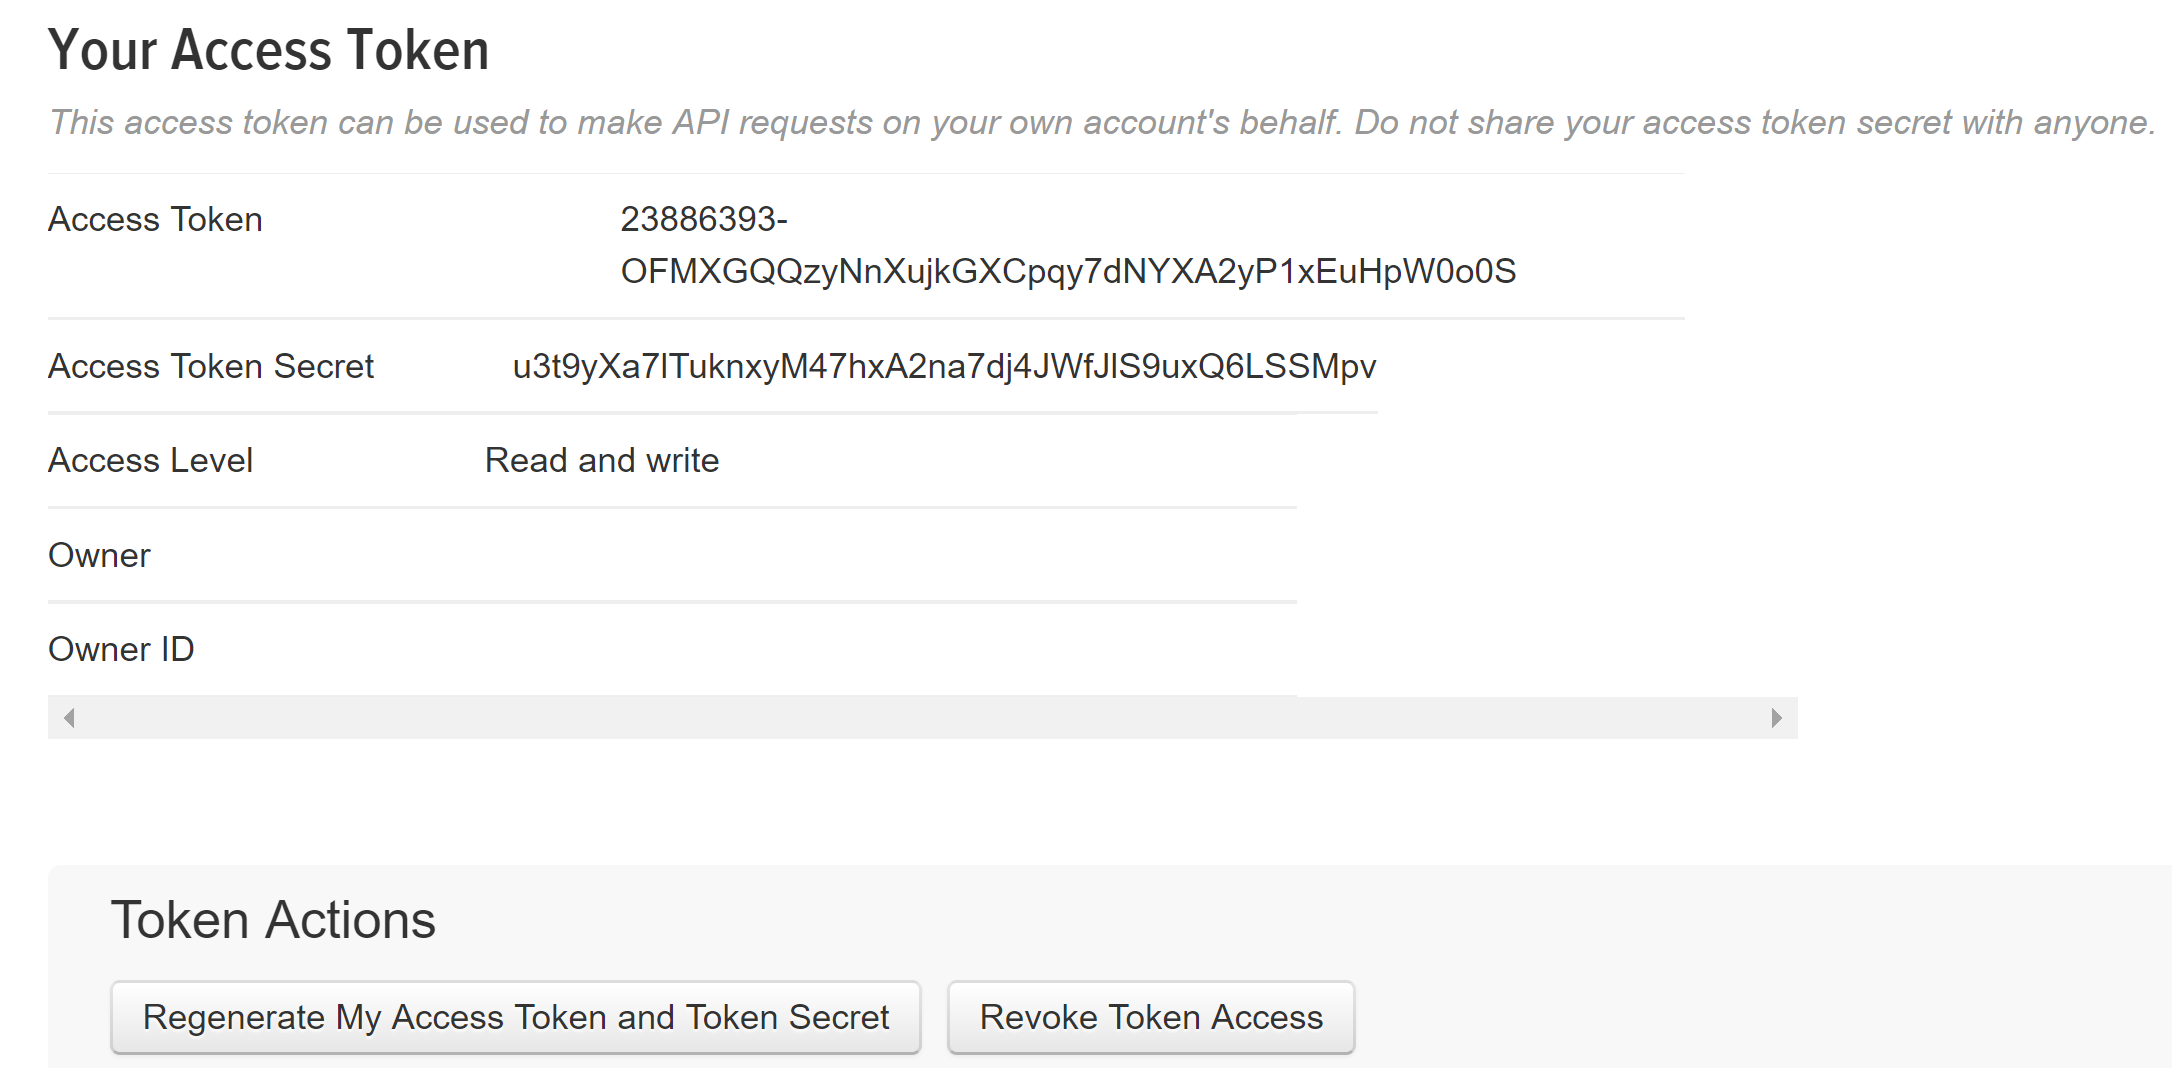 Your Access Token
This access token can be used to make API requests on your own account's behalf. Do not share your access token secret with anyone.
Access Token 23886393-
OFMXGQQzyNnXujkGXCpqy7dNYXA2yP1xEuHpW0o0S
Access Token Secret u3t9yXa7lTuknxyM47hxA2na7dj4JWfJlS9uxQ6LSSMpv
Access Level Read and write
Owner
Owner ID
Token Actions
Regenerate My Access Token and Token Secret Revoke Token Access